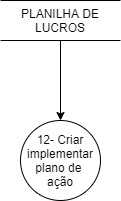 PLANILHA DE
LUCROS
12- Criar
implementar
plano de
ação